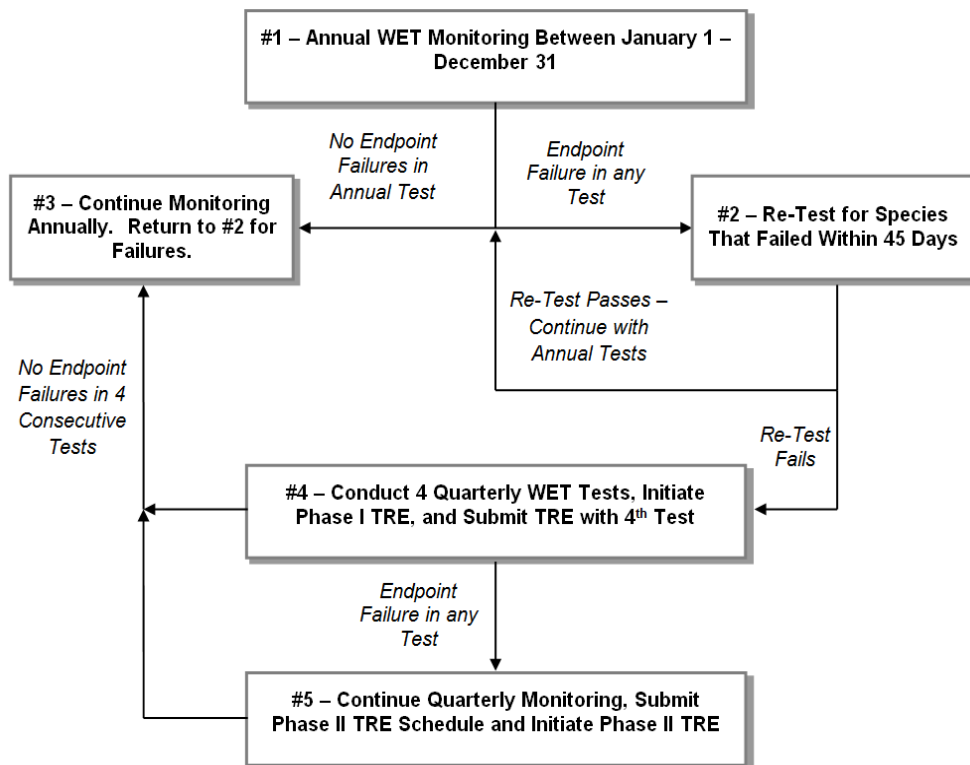 #1 – Annual WET Monitoring Between January 1 –
December 31
No Endpoint
Failures in
Annual Test
Endpoint
Failure in any
Test
#3 – Continue Monitoring
Annually.  Return to #2 for
Failures.
#2 – Re-Test for Species
That Failed Within 45 Days
Re-Test Passes –
Continue with
Annual Tests
No Endpoint
Failures in 4
Consecutive
Tests
Re-Test
Fails
#4 – Conduct 4 Quarterly WET Tests, Initiate
Phase I TRE, and Submit TRE with 4th Test
Endpoint
Failure in any
Test
#5 – Continue Quarterly Monitoring, Submit
Phase II TRE Schedule and Initiate Phase II TRE